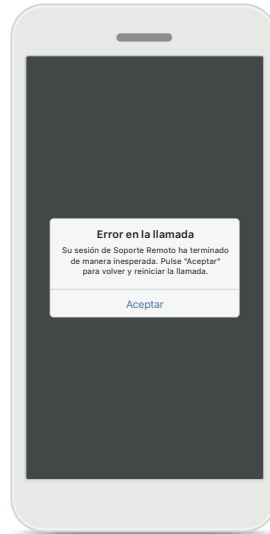 Error en la llamada
Su sesión de Soporte Remoto ha terminado
de manera inesperada. Pulse "Aceptar"
para volver y reiniciar la llamada.
Aceptar